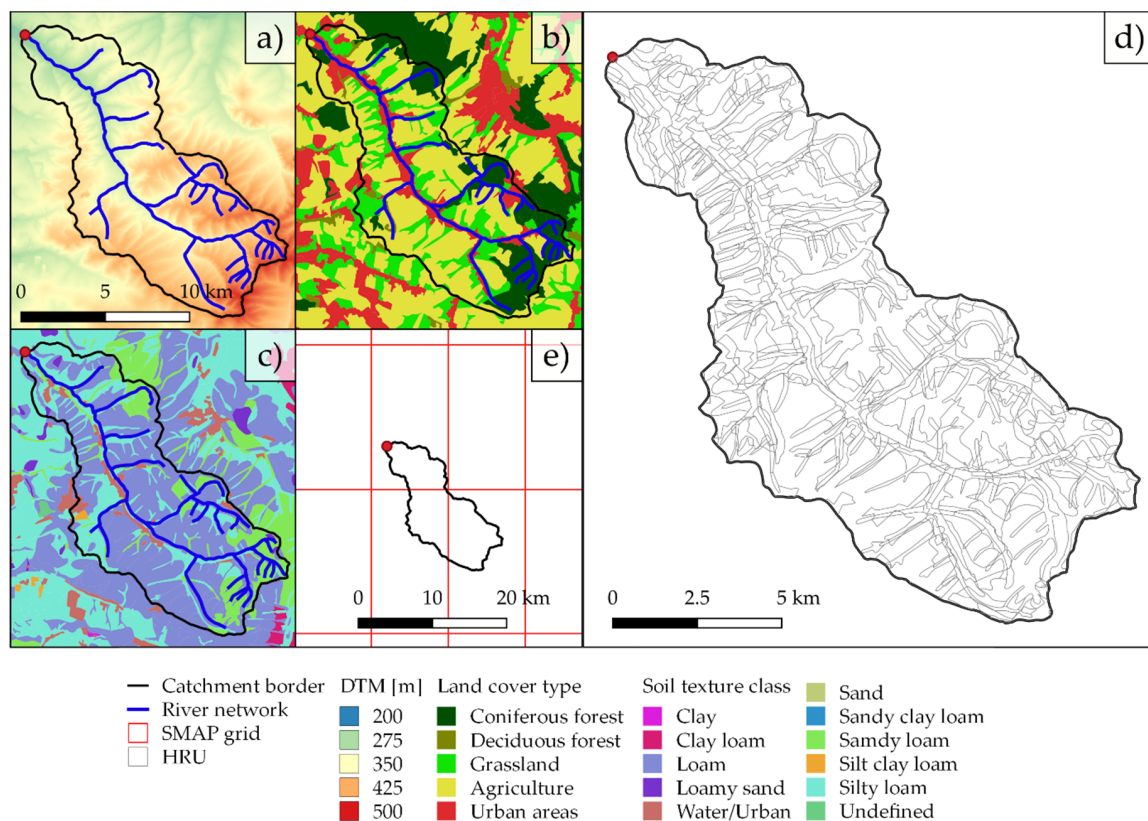 a)
b)
d)
0 5 10 km
c)
e)
0 10 20 km
0 2.5 5 km
Catchment border
River network
SMAP grid
HRU
DTM [m]
200
275
350
425
500
Land cover type
Coniferous forest
Deciduous forest
Grassland
Agriculture
Urban areas
Soil texture class
Clay
Clay loam
Loam
Loamy sand
Water/Urban
Sand
Sandy clay loam
Samdy loam
Silt clay loam
Silty loam
Undefined